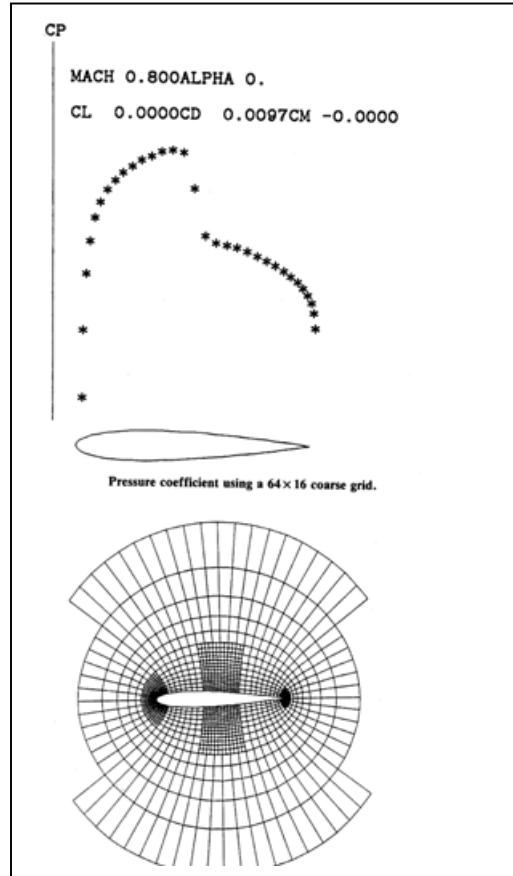 CP
MACH 0.800ALPHA 0.
CL 0.0000CD 0.0097CM -0.0000
Pressure coefficient using a 64×16 coarse grid.